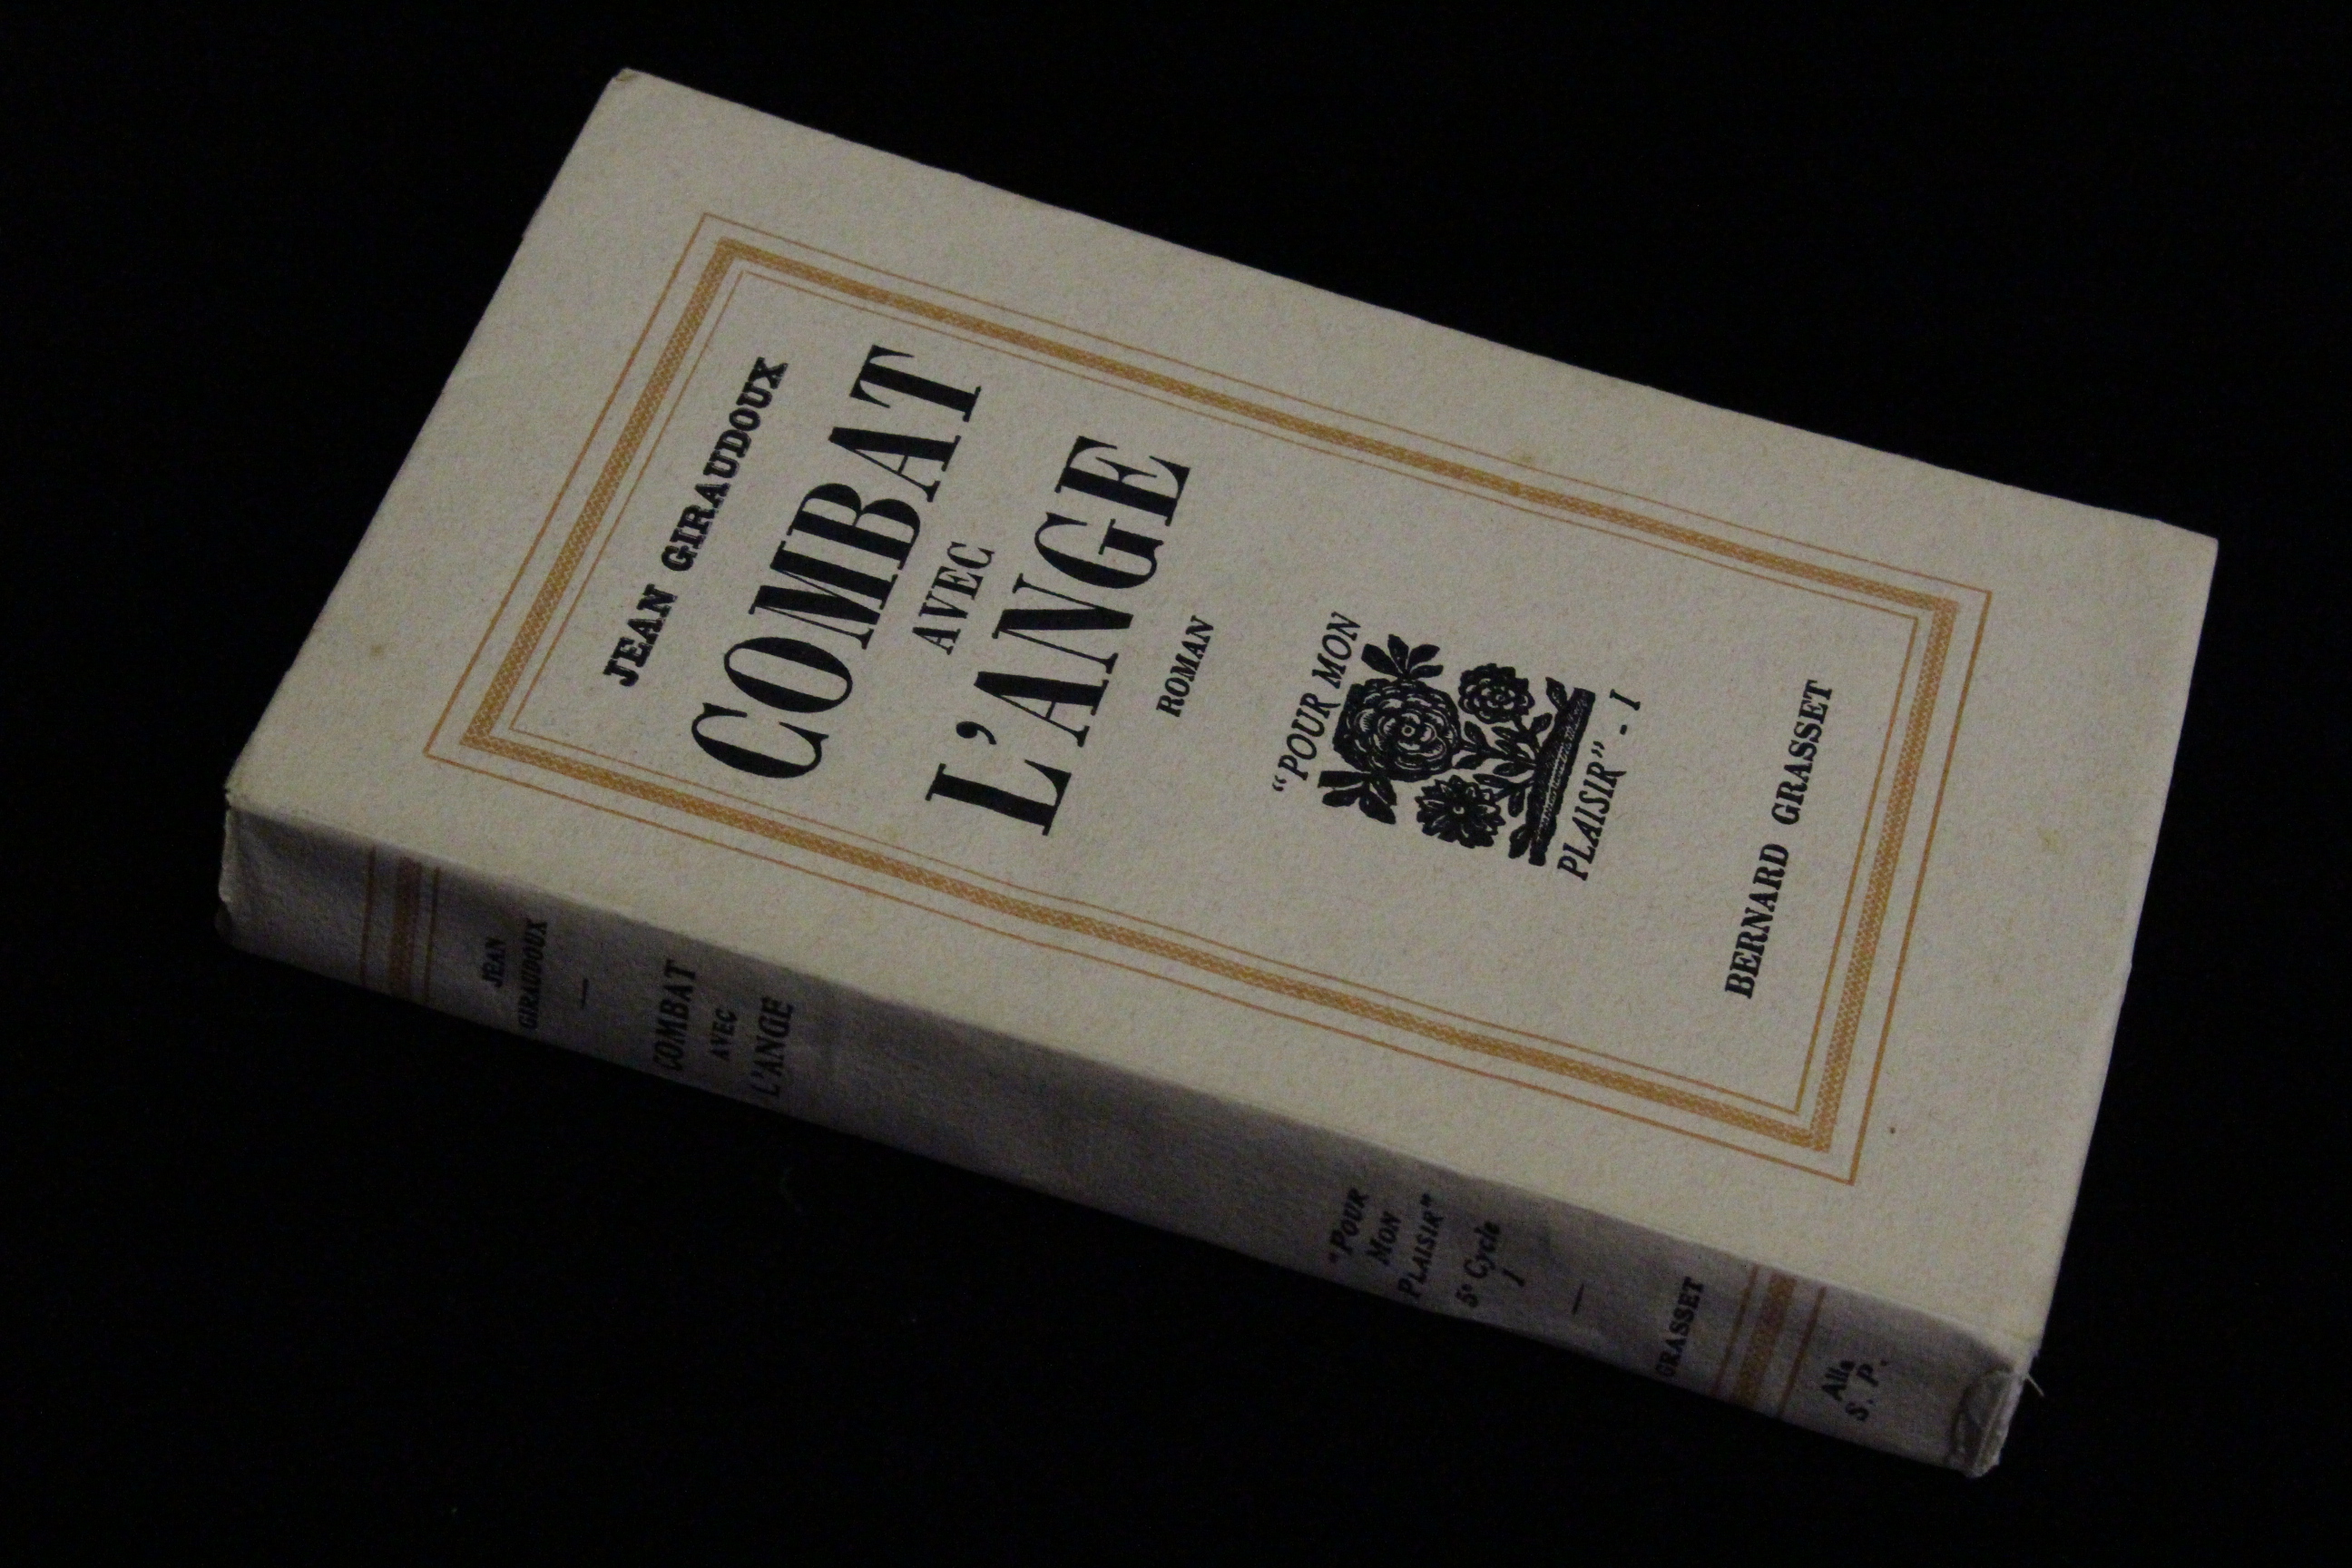 JEAN GIRAUDOUX
COMBAT
AVEC
L'ANGE
ROMAN
"POUR MON
PLAISIR" - I
BERNARD GRASSET
JEAN
GIRAUDOUX
COMBAT
AVEC
L'ANGE
"POUR
MON
PLAISIR"
5e Cycle
I
GRASSET
Alfa
S. P.